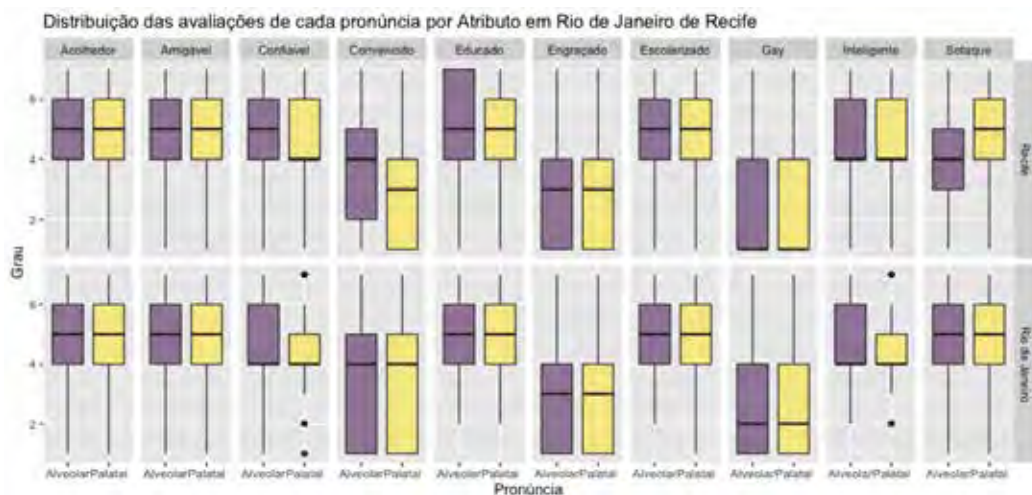 Distribuição das avaliações de cada pronúncia por Atributo em Rio de Janeiro de Recife
Acolhedor Amigável Confiável Convencido Educado Engraçado Escolarizado Gay Inteligente Sotaque
6
4
2
Recife
Grau
6
4
2
Rio de Janeiro
Alveolar Palatal Alveolar Palatal Alveolar Palatal Alveolar Palatal Alveolar Palatal Alveolar Palatal Alveolar Palatal Alveolar Palatal Alveolar Palatal Alveolar Palatal
Pronúncia